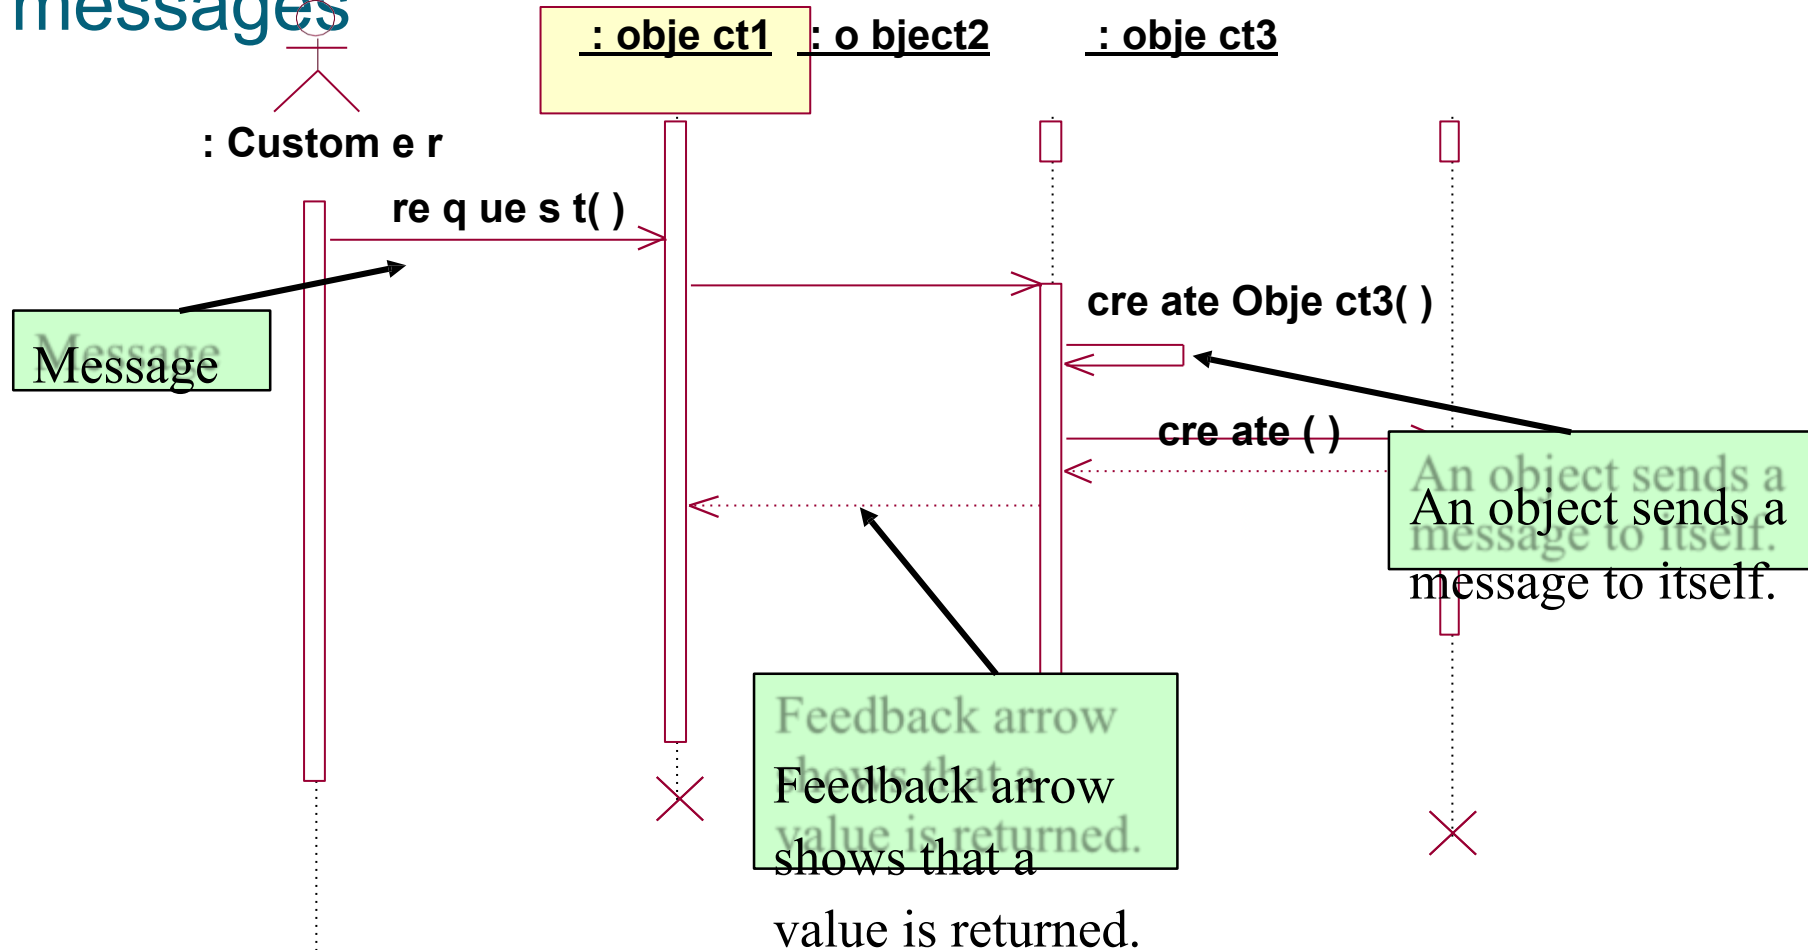 messages
: obje ct1 : o bject2 : obje ct3
: Custom e r
re q ue s t( )
cre ate Obje ct3( )
Message
cre ate ( )
An object sends a
message to itself.
Feedback arrow
shows that a
value is returned.